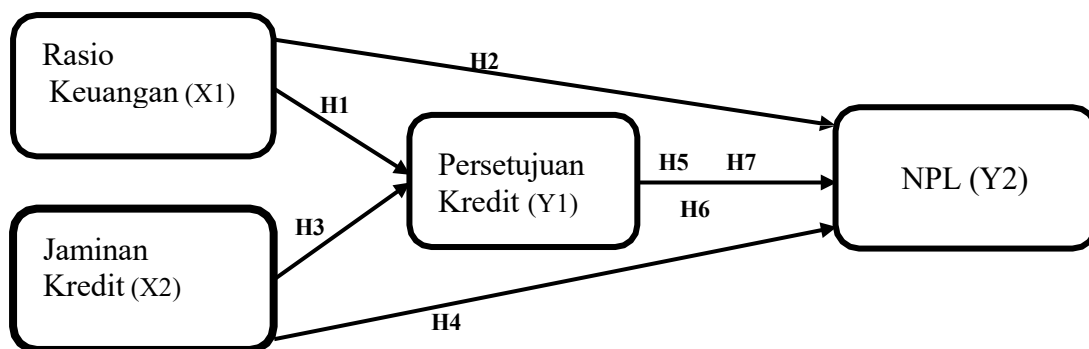 Rasio
Keuangan (X1)
H2
H1
Persetujuan
Kredit (Y1)
H5 H7
H6
NPL (Y2)
Jaminan
Kredit (X2)
H3
H4